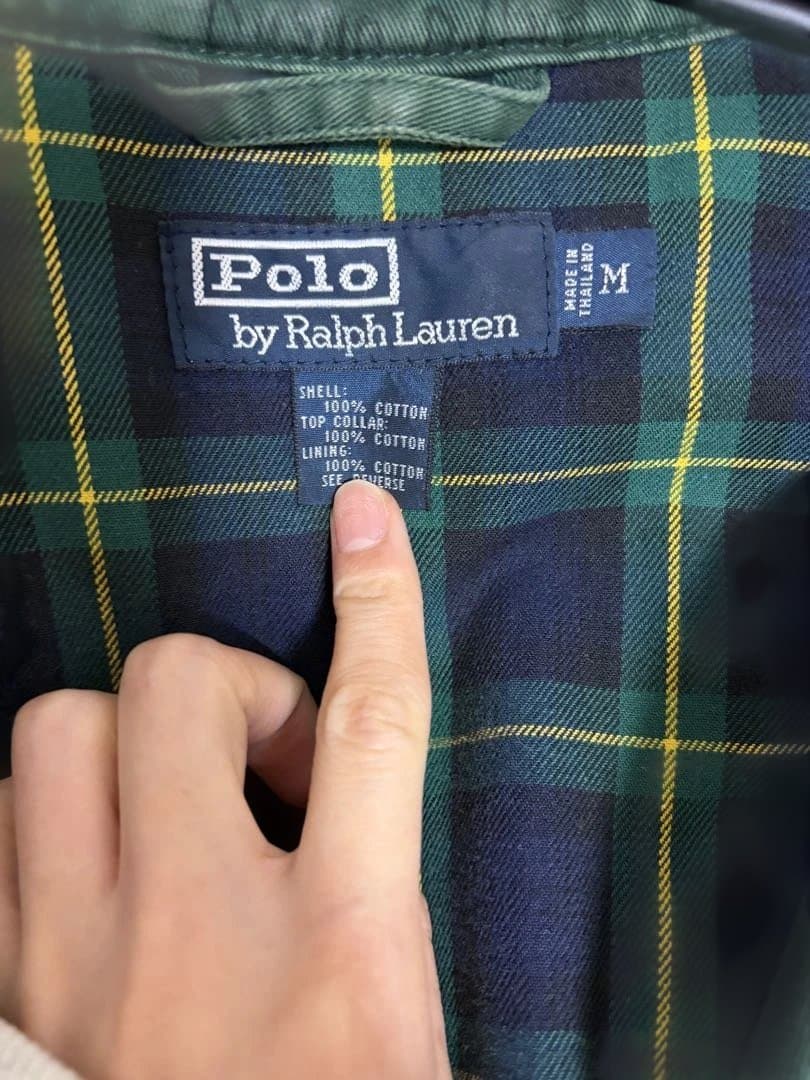 Polo
by Ralph Lauren
MADE IN
THAILAND
M
SHELL:
100% COTTON
TOP COLLAR:
100% COTTON
LINING:
100% COTTON
SEE REVERSE